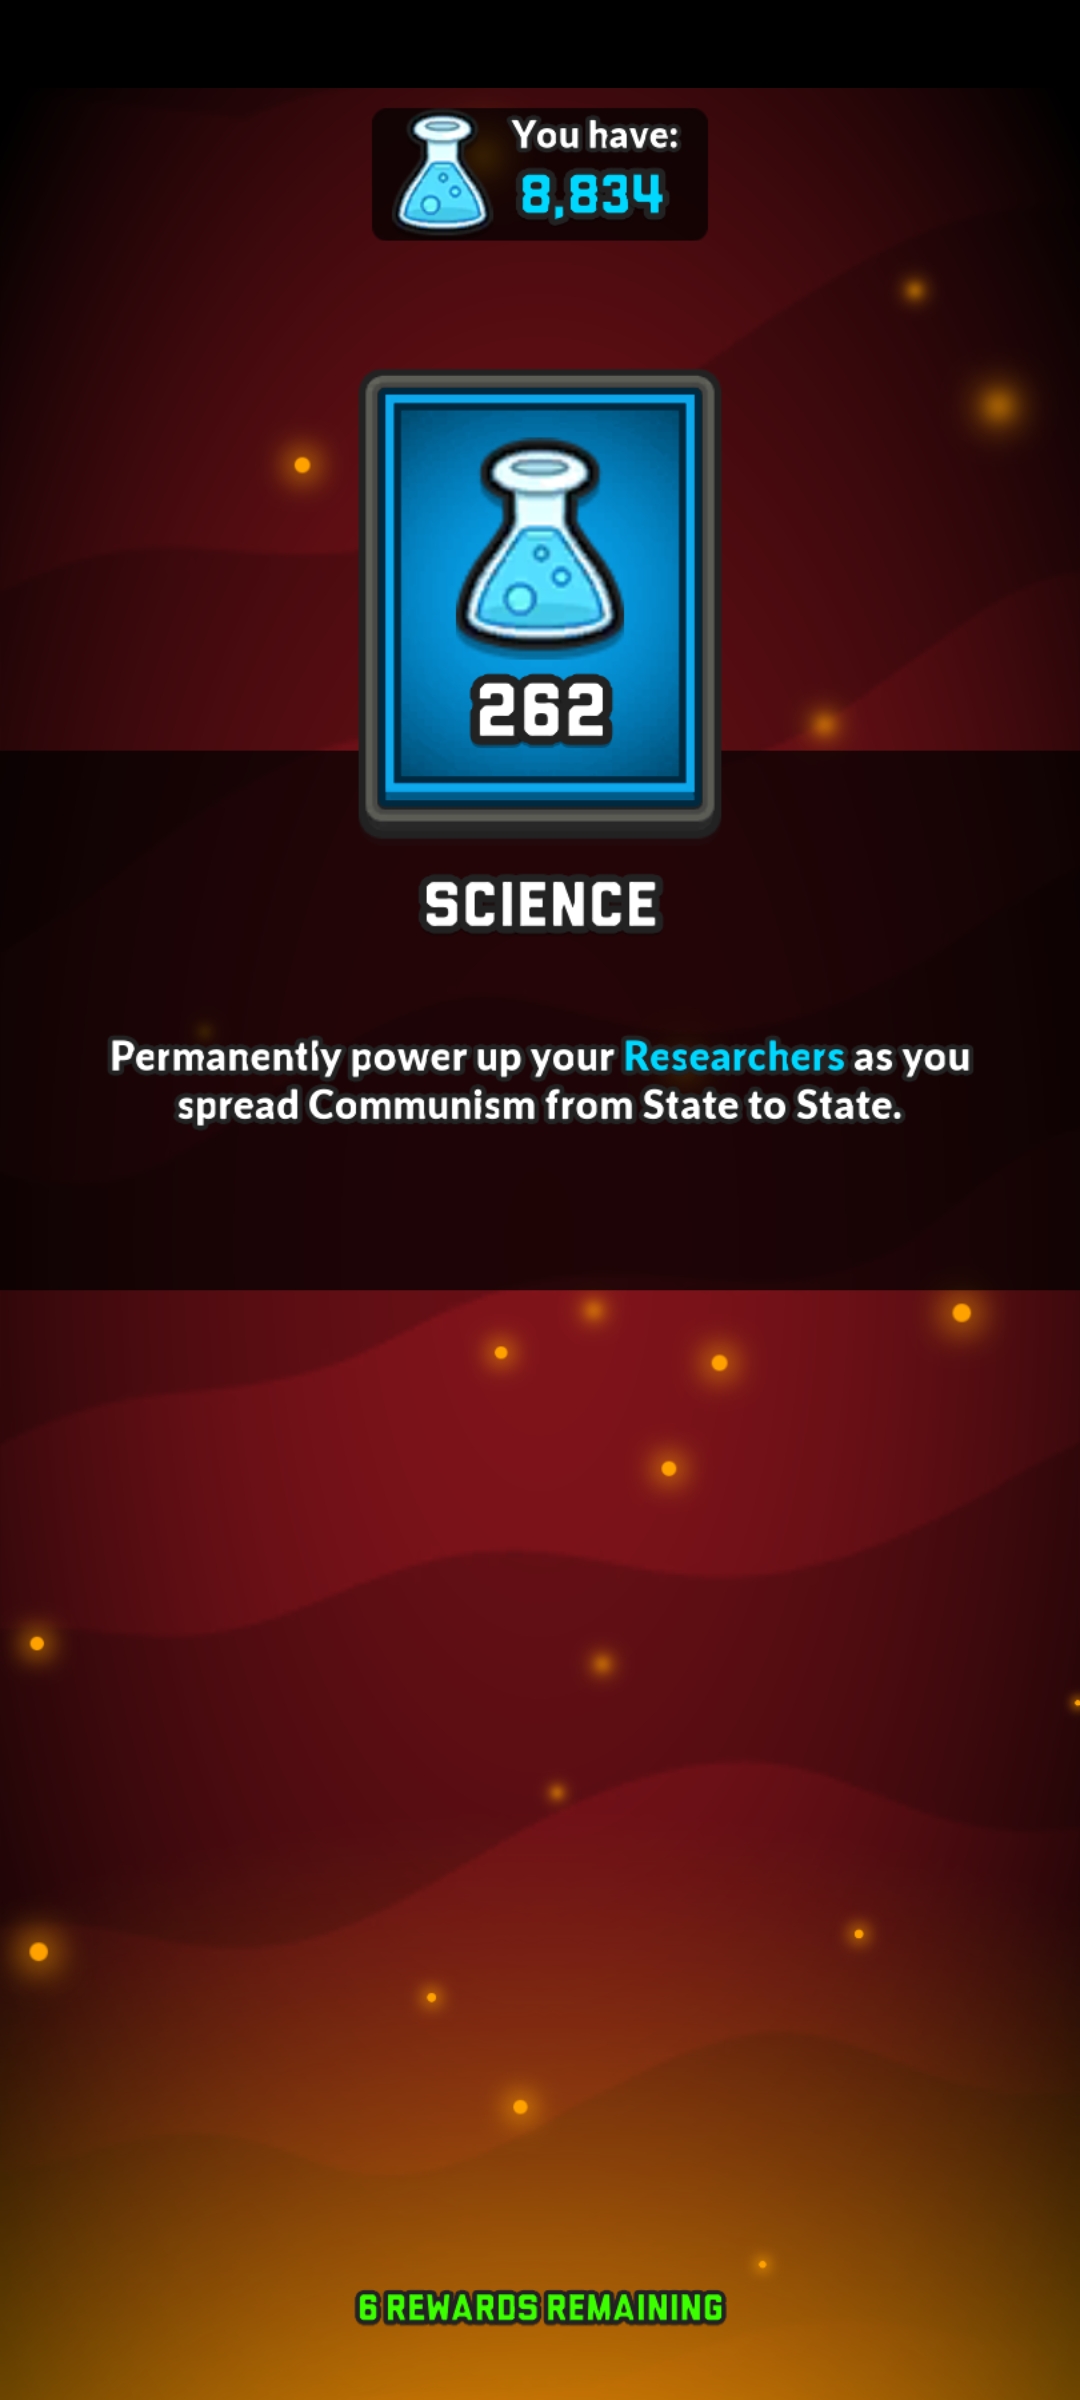 You have:
8,834
262
SCIENCE
Permanently power up your Researchers as you
spread Communism from State to State.
6 REWARDS REMAINING